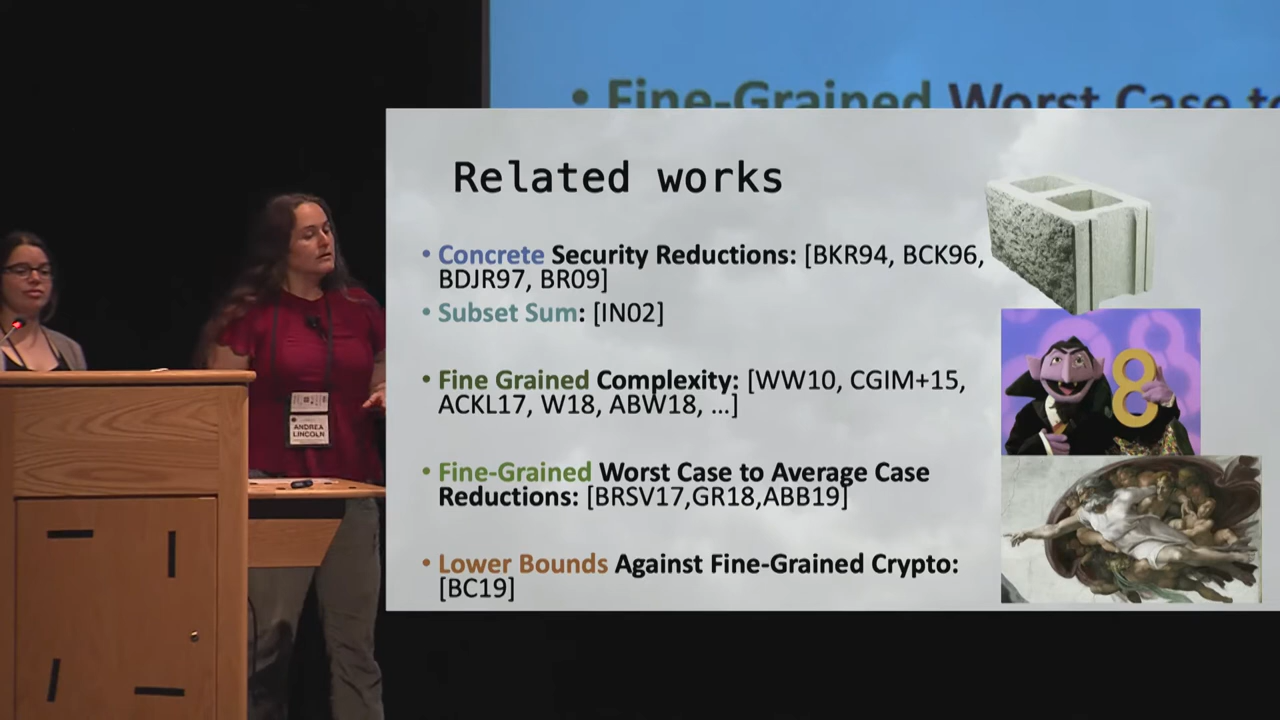 • Fine-Grained Worst Case to
Related works
• Concrete Security Reductions: [BKR94, BCK96,
BDJR97, BR09]
• Subset Sum: [IN02]
• Fine Grained Complexity: [WW10, CGIM+15,
ACKL17, W18, ABW18, ...]
• Fine-Grained Worst Case to Average Case
Reductions: [BRSV17,GR18,ABB19]
• Lower Bounds Against Fine-Grained Crypto:
[BC19]
8
ANDREA
LINCOLN